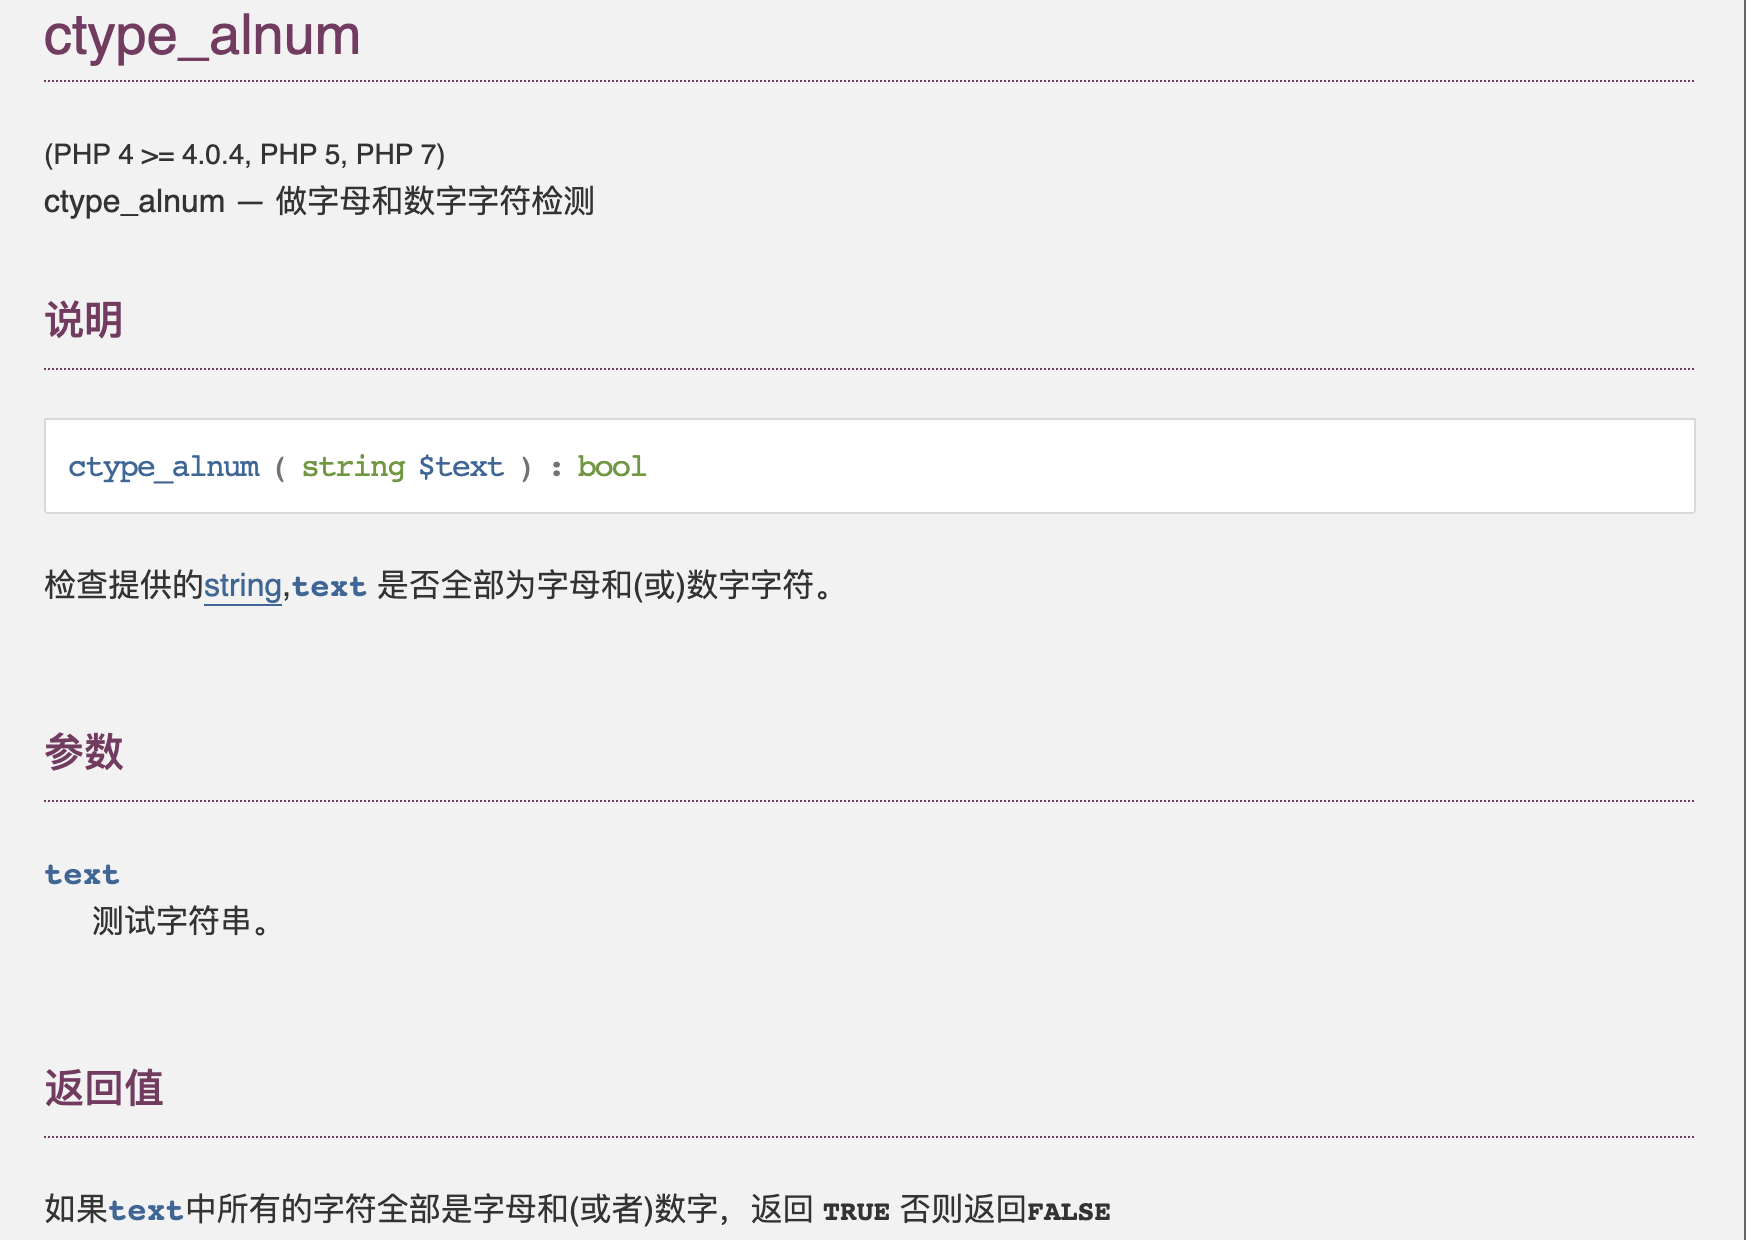 ctype_alnum
(PHP 4 >= 4.0.4, PHP 5, PHP 7)
ctype_alnum — 做字母和数字字符检测
说明
ctype_alnum ( string $text ) : bool
检查提供的string,text 是否全部为字母和(或)数字字符。
参数
text
测试字符串。
返回值
如果text中所有的字符全部是字母和(或者)数字，返回 TRUE 否则返回FALSE